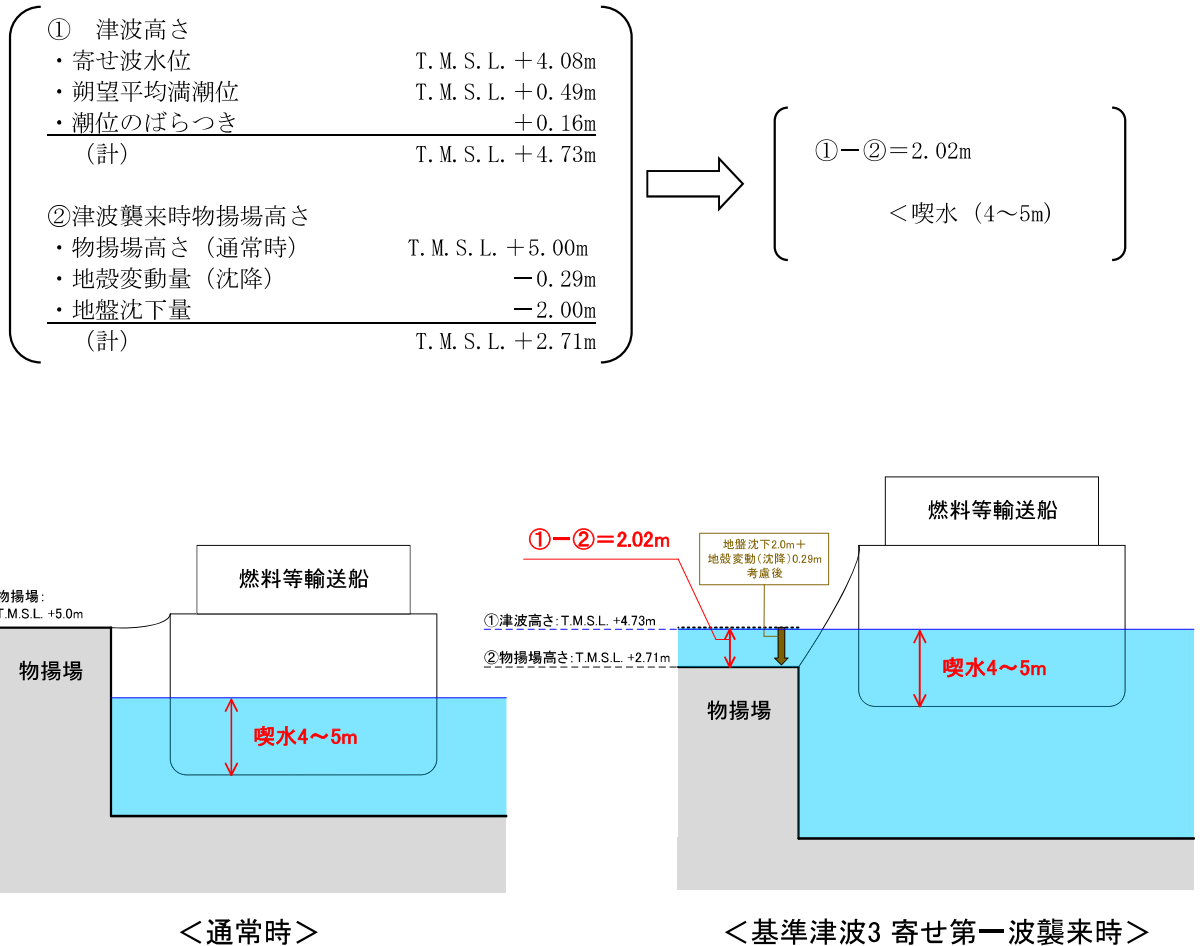 ① 津波高さ
・寄せ波水位 T.M.S.L.＋4.08m
・朔望平均満潮位 T.M.S.L.＋0.49m
・潮位のばらつき ＋0.16m
(計) T.M.S.L.＋4.73m
②津波襲来時物揚場高さ
・物揚場高さ（通常時） T.M.S.L.＋5.00m
・地殻変動量（沈降） －0.29m
・地盤沈下量 －2.00m
(計) T.M.S.L.＋2.71m
①－②＝2.02m
＜喫水（4～5m）
物揚場:
T.M.S.L. +5.0m
燃料等輸送船
物揚場
喫水4～5m
＜通常時＞
①－②＝2.02m
地盤沈下2.0m＋
地殻変動(沈降)0.29m
考慮後
燃料等輸送船
①津波高さ:T.M.S.L. +4.73m
②物揚場高さ:T.M.S.L. +2.71m
物揚場
喫水4～5m
＜基準津波3 寄せ第一波襲来時＞